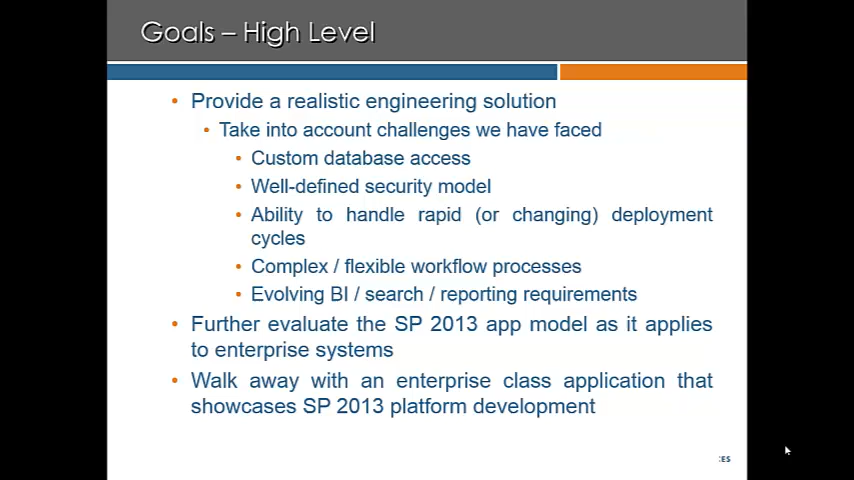 Goals – High Level
• Provide a realistic engineering solution
• Take into account challenges we have faced
• Custom database access
• Well-defined security model
• Ability to handle rapid (or changing) deployment
cycles
• Complex / flexible workflow processes
• Evolving BI / search / reporting requirements
• Further evaluate the SP 2013 app model as it applies
to enterprise systems
• Walk away with an enterprise class application that
showcases SP 2013 platform development
:ES